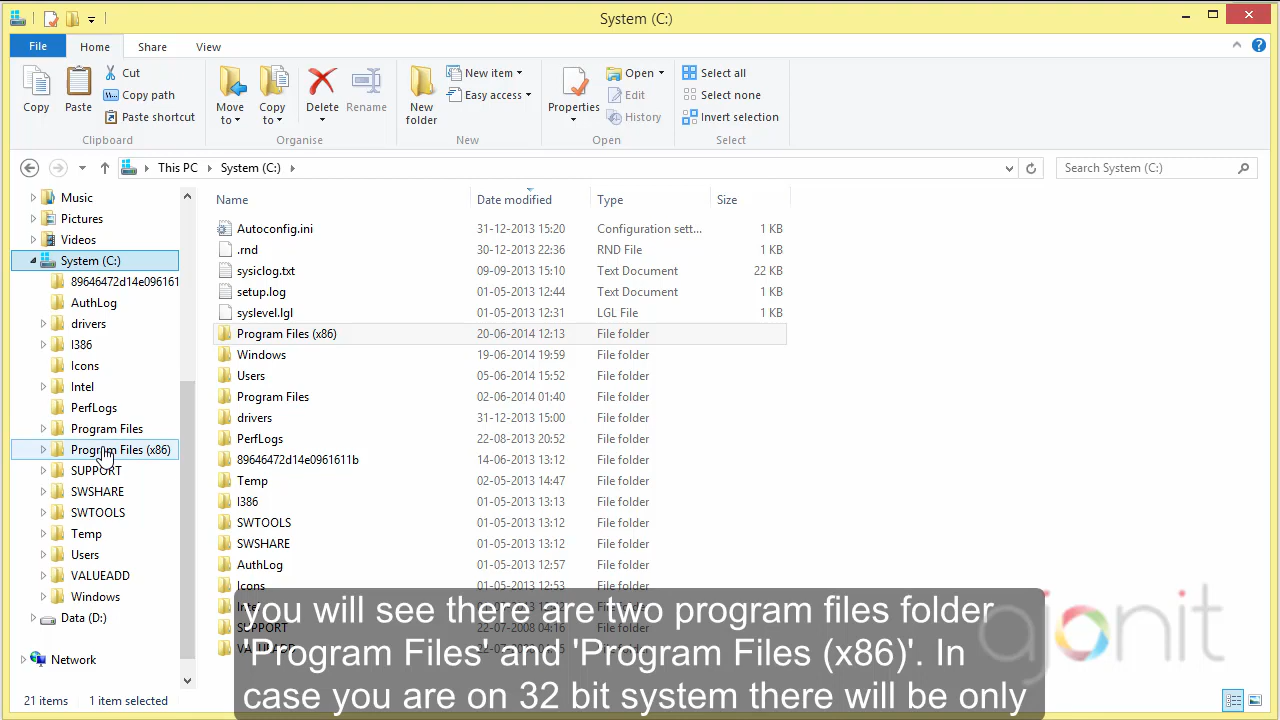 System (C:)
File Home Share View
Copy Paste Cut Copy path Paste shortcut
Clipboard
Move to Copy to Delete Rename
Organise
New folder New item Easy access
New
Properties Open Edit History
Open
Select all Select none Invert selection
Select
This PC System (C:) Search System (C:)
Music
Pictures
Videos
System (C:)
89646472d14e096161
AuthLog
drivers
I386
Icons
Intel
PerfLogs
Program Files
Program Files (x86)
SUPPORT
SWSHARE
SWTOOLS
Temp
Users
VALUEADD
Windows
Data (D:)
Network
Name Date modified Type Size
Autoconfig.ini 31-12-2013 15:20 Configuration sett... 1 KB
.rnd 30-12-2013 22:36 RND File 1 KB
sysiclog.txt 09-09-2013 15:10 Text Document 22 KB
setup.log 01-05-2013 12:44 Text Document 1 KB
syslevel.lgl 01-05-2013 12:31 LGL File 1 KB
Program Files (x86) 20-06-2014 12:13 File folder
Windows 19-06-2014 19:59 File folder
Users 05-06-2014 15:52 File folder
Program Files 02-06-2014 01:40 File folder
drivers 31-12-2013 15:00 File folder
PerfLogs 22-08-2013 20:52 File folder
89646472d14e0961611b 14-06-2013 13:12 File folder
Temp 02-05-2013 14:47 File folder
I386 01-05-2013 13:13 File folder
SWTOOLS 01-05-2013 13:12 File folder
SWSHARE 01-05-2013 13:12 File folder
AuthLog 01-05-2013 12:57 File folder
Icons
SUPPORT 22-07-2008 04:16 File folder
you will see there are two program files folder
'Program Files' and 'Program Files (x86)'. In
case you are on 32 bit system there will be only
ajonit
21 items 1 item selected